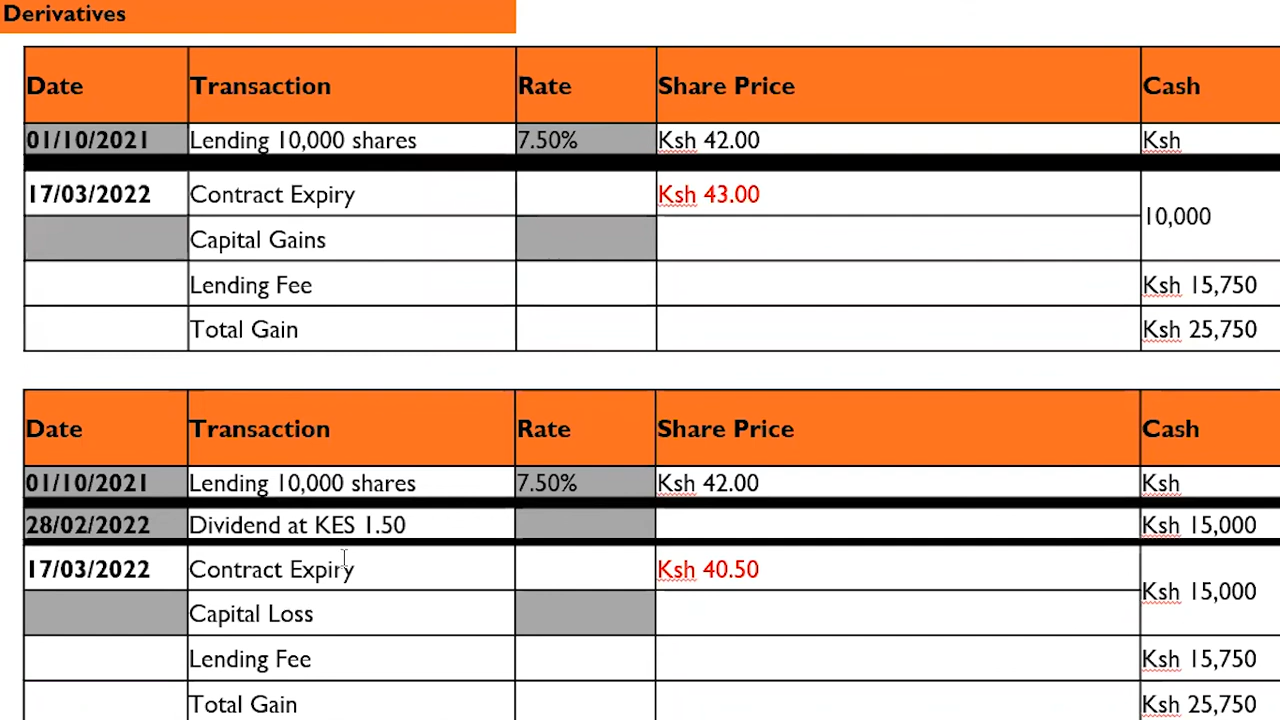 Derivatives
Date Transaction Rate Share Price Cash
01/10/2021 Lending 10,000 shares 7.50% Ksh 42.00 Ksh
17/03/2022 Contract Expiry Ksh 43.00
10,000
Capital Gains
Lending Fee Ksh 15,750
Total Gain Ksh 25,750
Date Transaction Rate Share Price Cash
01/10/2021 Lending 10,000 shares 7.50% Ksh 42.00 Ksh
28/02/2022 Dividend at KES 1.50 Ksh 15,000
17/03/2022 Contract Expiry Ksh 40.50
Ksh 15,000
Capital Loss
Lending Fee Ksh 15,750
Total Gain Ksh 25,750